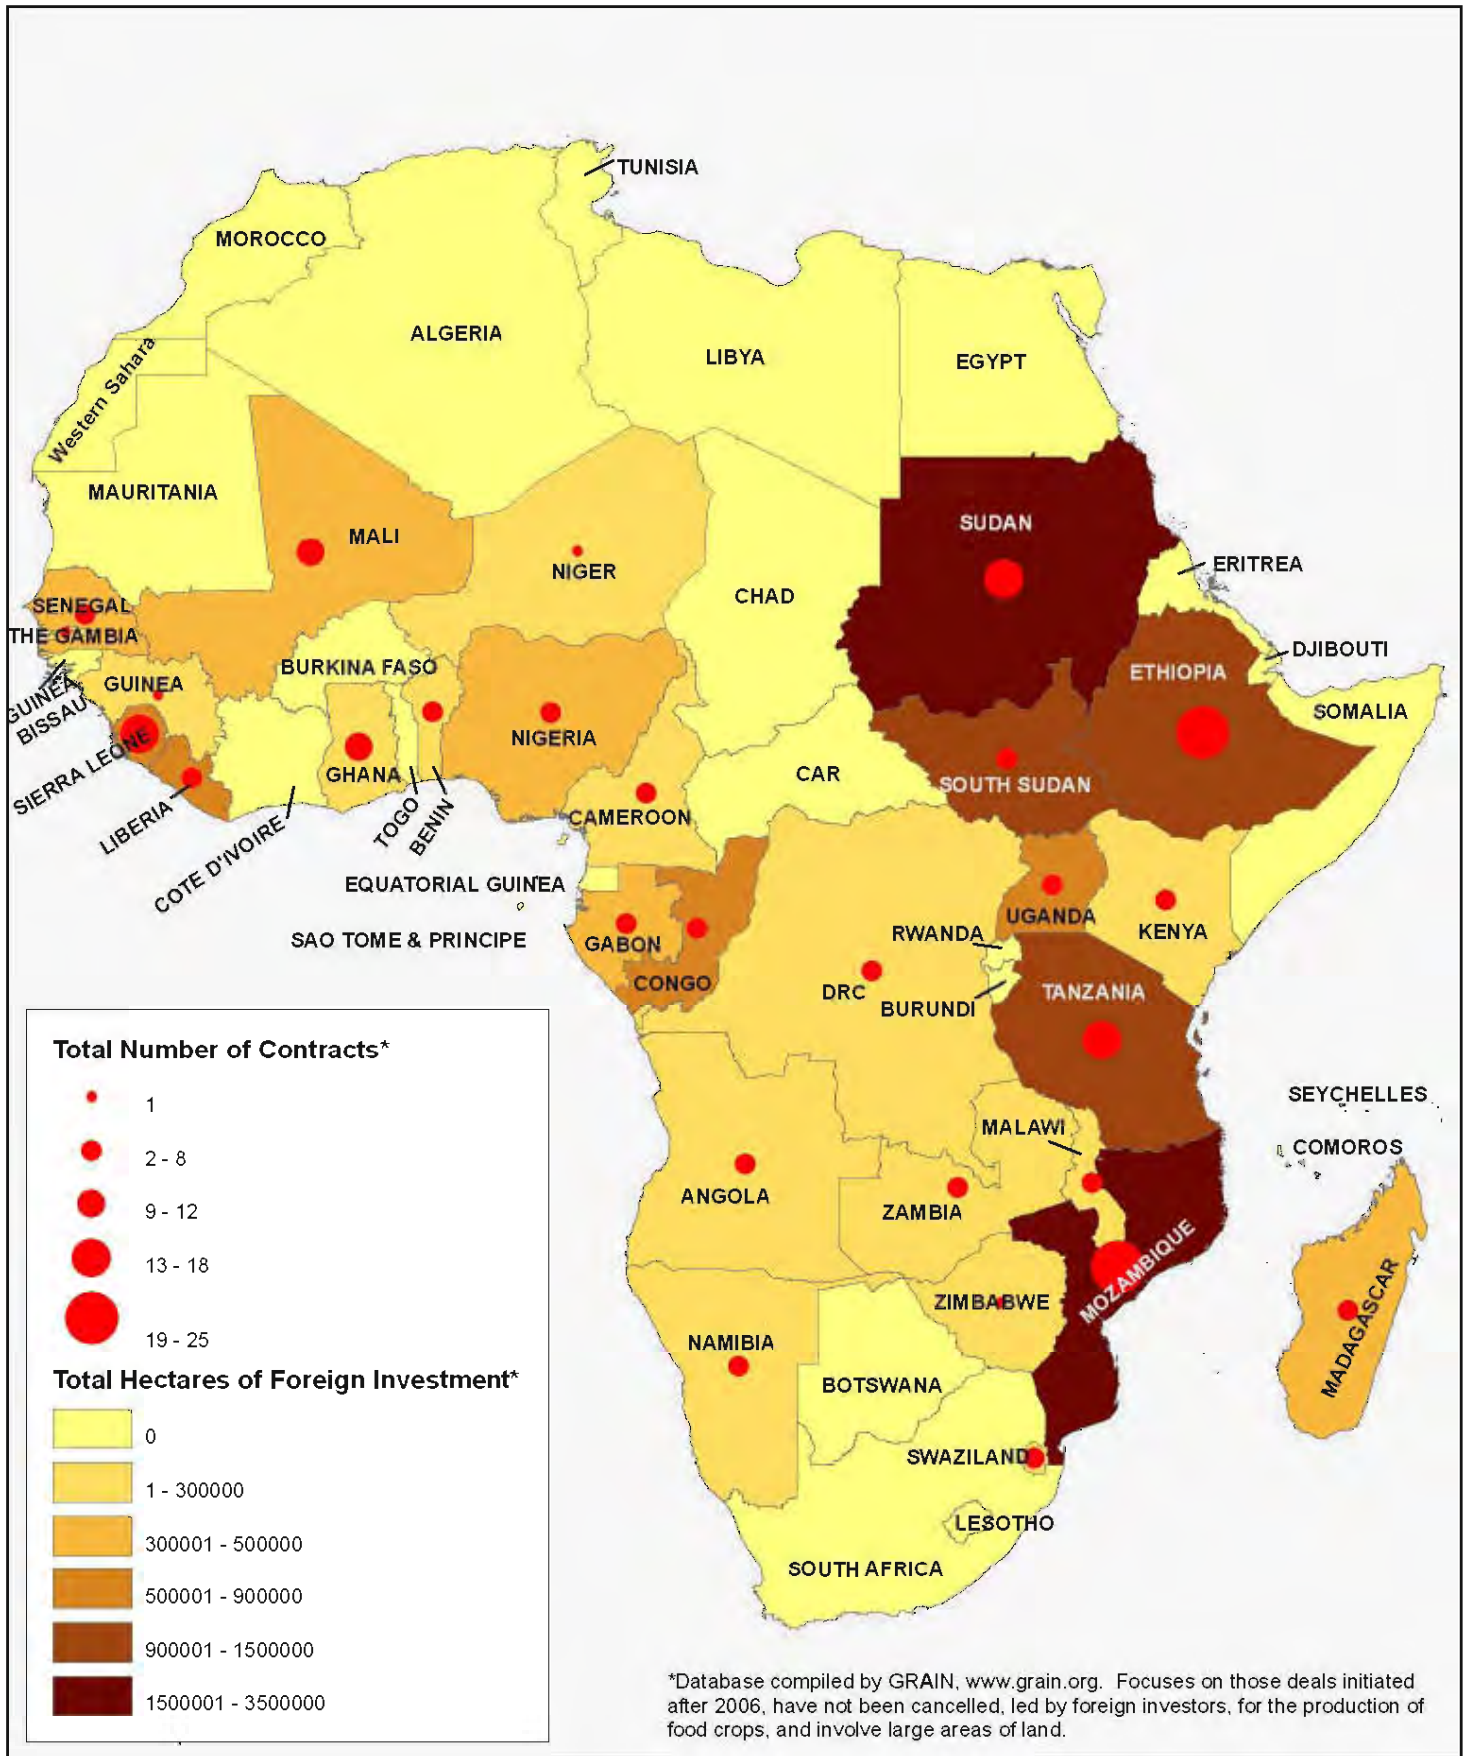 TUNISIA
MOROCCO
ALGERIA
LIBYA
EGYPT
Western Sahara
MAURITANIA
MALI
NIGER
CHAD
SUDAN
ERITREA
SENEGAL
THE GAMBIA
GUINEA
BISSAU
GUINEA
BURKINA FASO
NIGERIA
DJIBOUTI
ETHIOPIA
SOMALIA
SIERRA LEONE
LIBERIA
COTE D'IVOIRE
GHANA
TOGO
BENIN
CAMEROON
CAR
SOUTH SUDAN
EQUATORIAL GUINEA
SAO TOME & PRINCIPE
GABON
CONGO
DRC
RWANDA
BURUNDI
UGANDA
KENYA
TANZANIA
SEYCHELLES
COMOROS
MALAWI
ANGOLA
ZAMBIA
MOZAMBIQUE
ZIMBABWE
MADAGASCAR
NAMIBIA
BOTSWANA
SWAZILAND
LESOTHO
SOUTH AFRICA
Total Number of Contracts*
1
2 - 8
9 - 12
13 - 18
19 - 25
Total Hectares of Foreign Investment*
0
1 - 300000
300001 - 500000
500001 - 900000
900001 - 1500000
1500001 - 3500000
*Database compiled by GRAIN, www.grain.org. Focuses on those deals initiated
after 2006, have not been cancelled, led by foreign investors, for the production of
food crops, and involve large areas of land.